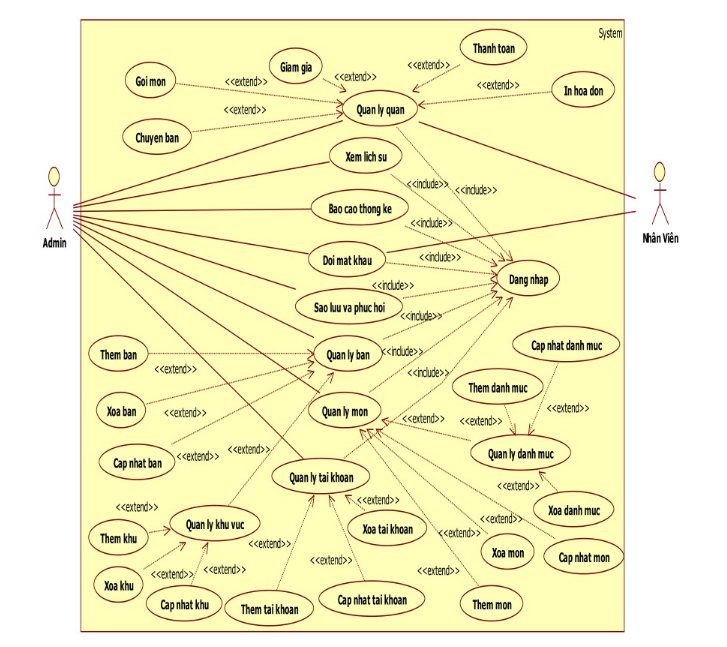 System
Thanh toan
Giam gia
<<extend>>
Goi mon
<<extend>>
<<extend>>
<<extend>>
In hoa don
Quan ly quan
<<extend>>
Chuyen ban
Xem lich su
<<include>>
<<include>>
Bao cao thong ke
<<include>>
Admin
Nhân Viên
Doi mat khau
<<include>>
Dang nhap
<<include>>
Sao luu va phuc hoi
<<include>>
Cap nhat danh muc
Them ban
Quan ly ban
<<include>>
<<extend>>
<<include>>
Them danh muc
Xoa ban
<<extend>>
Quan ly mon
<<extend>>
<<extend>>
<<extend>>
<<extend>>
Quan ly danh muc
Cap nhat ban
<<extend>>
Quan ly tai khoan
<<extend>>
<<extend>>
<<extend>>
Xoa danh muc
Them khu
Quan ly khu vuc
Xoa tai khoan
<<extend>>
<<extend>>
<<extend>>
<<extend>>
Xoa mon
Cap nhat mon
<<extend>>
<<extend>>
<<extend>>
<<extend>>
Xoa khu
Cap nhat khu
Them tai khoan
Cap nhat tai khoan
Them mon